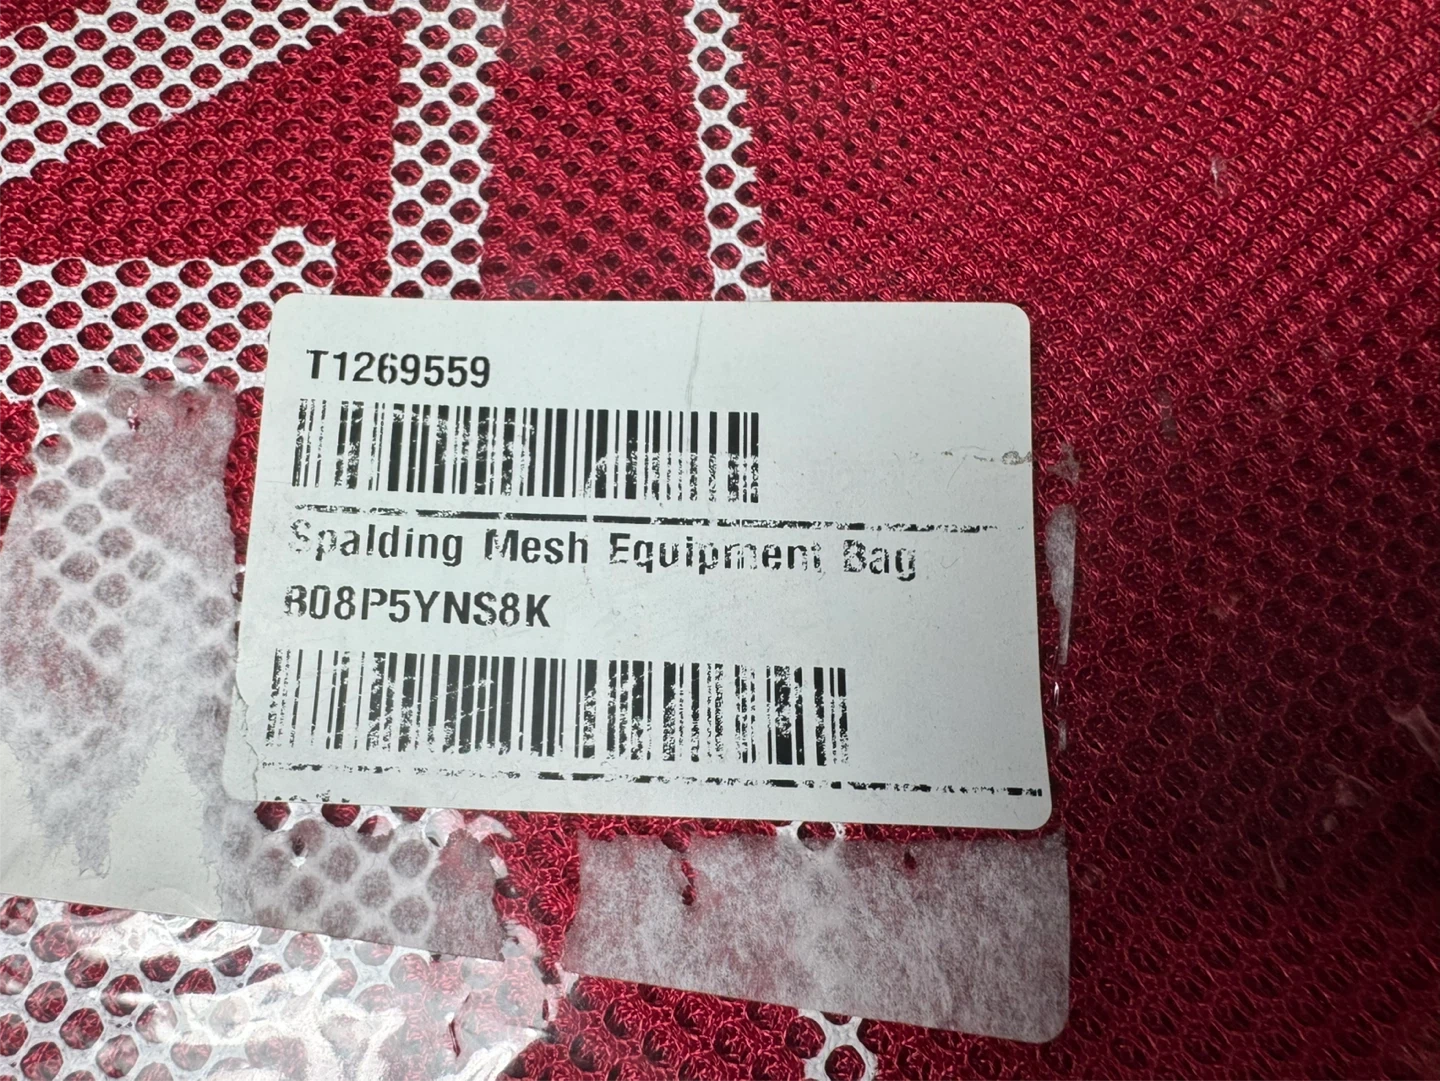 T1269559
Spalding Mesh Equipment Bag
B08P5YNS8K